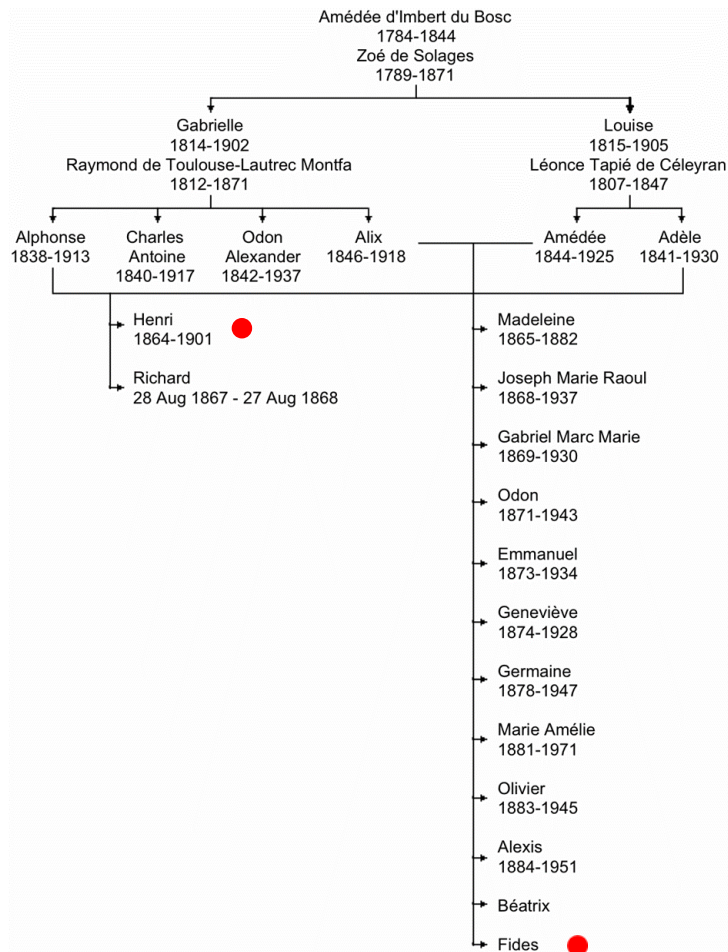 Amédée d'Imbert du Bosc
1784-1844
Zoé de Solages
1789-1871
Gabrielle
1814-1902
Raymond de Toulouse-Lautrec Montfa
1812-1871
Louise
1815-1905
Léonce Tapié de Céleyran
1807-1847
Alphonse
1838-1913
Charles
Antoine
1840-1917
Odon
Alexander
1842-1937
Alix
1846-1918
Amédée
1844-1925
Adèle
1841-1930
Henri
1864-1901
Richard
28 Aug 1867 - 27 Aug 1868
Madeleine
1865-1882
Joseph Marie Raoul
1868-1937
Gabriel Marc Marie
1869-1930
Odon
1871-1943
Emmanuel
1873-1934
Geneviève
1874-1928
Germaine
1878-1947
Marie Amélie
1881-1971
Olivier
1883-1945
Alexis
1884-1951
Béatrix
Fides